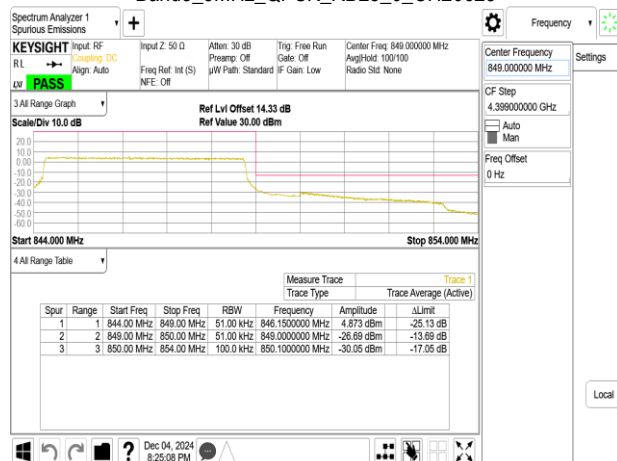 Spectrum Analyzer 1
Spurious Emissions
Frequency
KEYSIGHT
Input: RF
Coupling: DC
Align: Auto
Input Z: 50 Ω
Freq Ref: Int (S)
NFE: Off
Atten: 30 dB
Preamp: Off
µW Path: Standard
Trig: Free Run
Gate: Off
IF Gain: Low
Center Freq: 849.000000 MHz
Avg|Hold: 100/100
Radio Std: None
RL
LXI
PASS
Center Frequency
849.000000 MHz
Settings
CF Step
4.399000000 GHz
Auto
Man
Freq Offset
0 Hz
Local
3 All Range Graph
Scale/Div 10.0 dB
Ref Lvl Offset 14.33 dB
Ref Value 30.00 dBm
20.0
10.0
0.00
-10.0
-20.0
-30.0
-40.0
-50.0
-60.0
Start 844.000 MHz
Stop 854.000 MHz
4 All Range Table
Measure Trace Trace 1
Trace Type Trace Average (Active)
Spur Range Start Freq Stop Freq RBW Frequency Amplitude ΔLimit
1 1 844.00 MHz 849.00 MHz 51.00 kHz 846.1500000 MHz 4.873 dBm -25.13 dB
2 2 849.00 MHz 850.00 MHz 51.00 kHz 849.0000000 MHz -26.69 dBm -13.69 dB
3 3 850.00 MHz 854.00 MHz 100.0 kHz 850.1000000 MHz -30.05 dBm -17.05 dB
?
Dec 04, 2024
8:25:08 PM